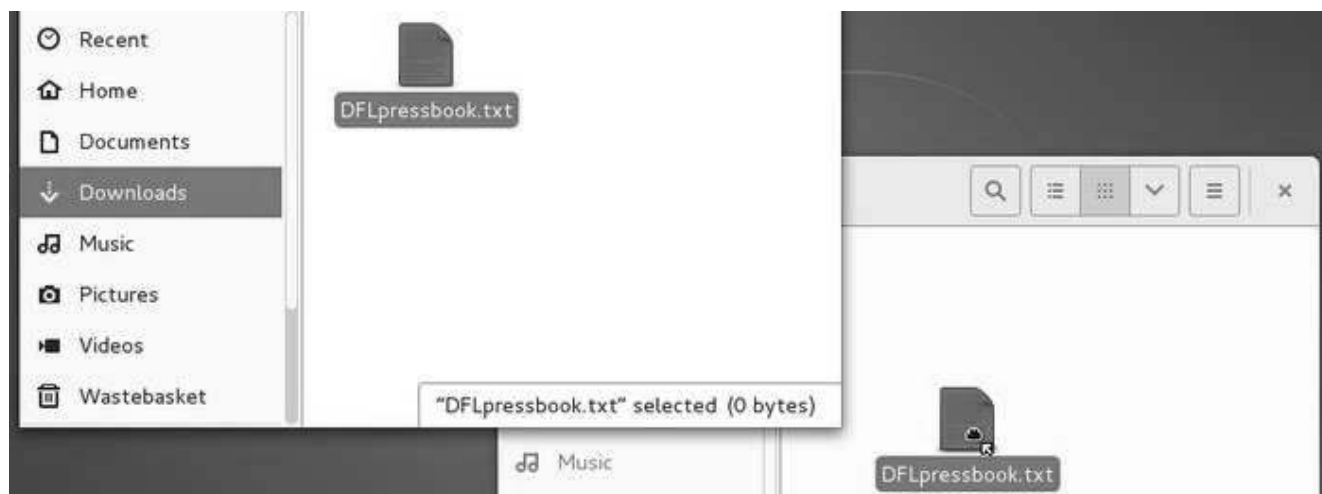 Recent
Home
Documents
Downloads
Music
Pictures
Videos
Wastebasket
DFLpressbook.txt
"DFLpressbook.txt" selected (0 bytes)
Music
DFLpressbook.txt